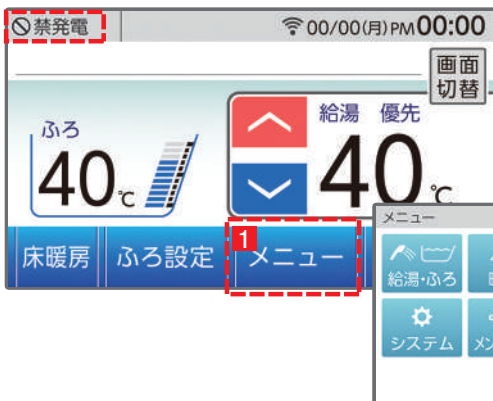 禁発電
00/00(月) PM 00:00
画面
切替
ふろ
40℃
給湯 優先
40℃
床暖房
ふろ設定
1
メニュー
メニュー
給湯・ふろ
システム